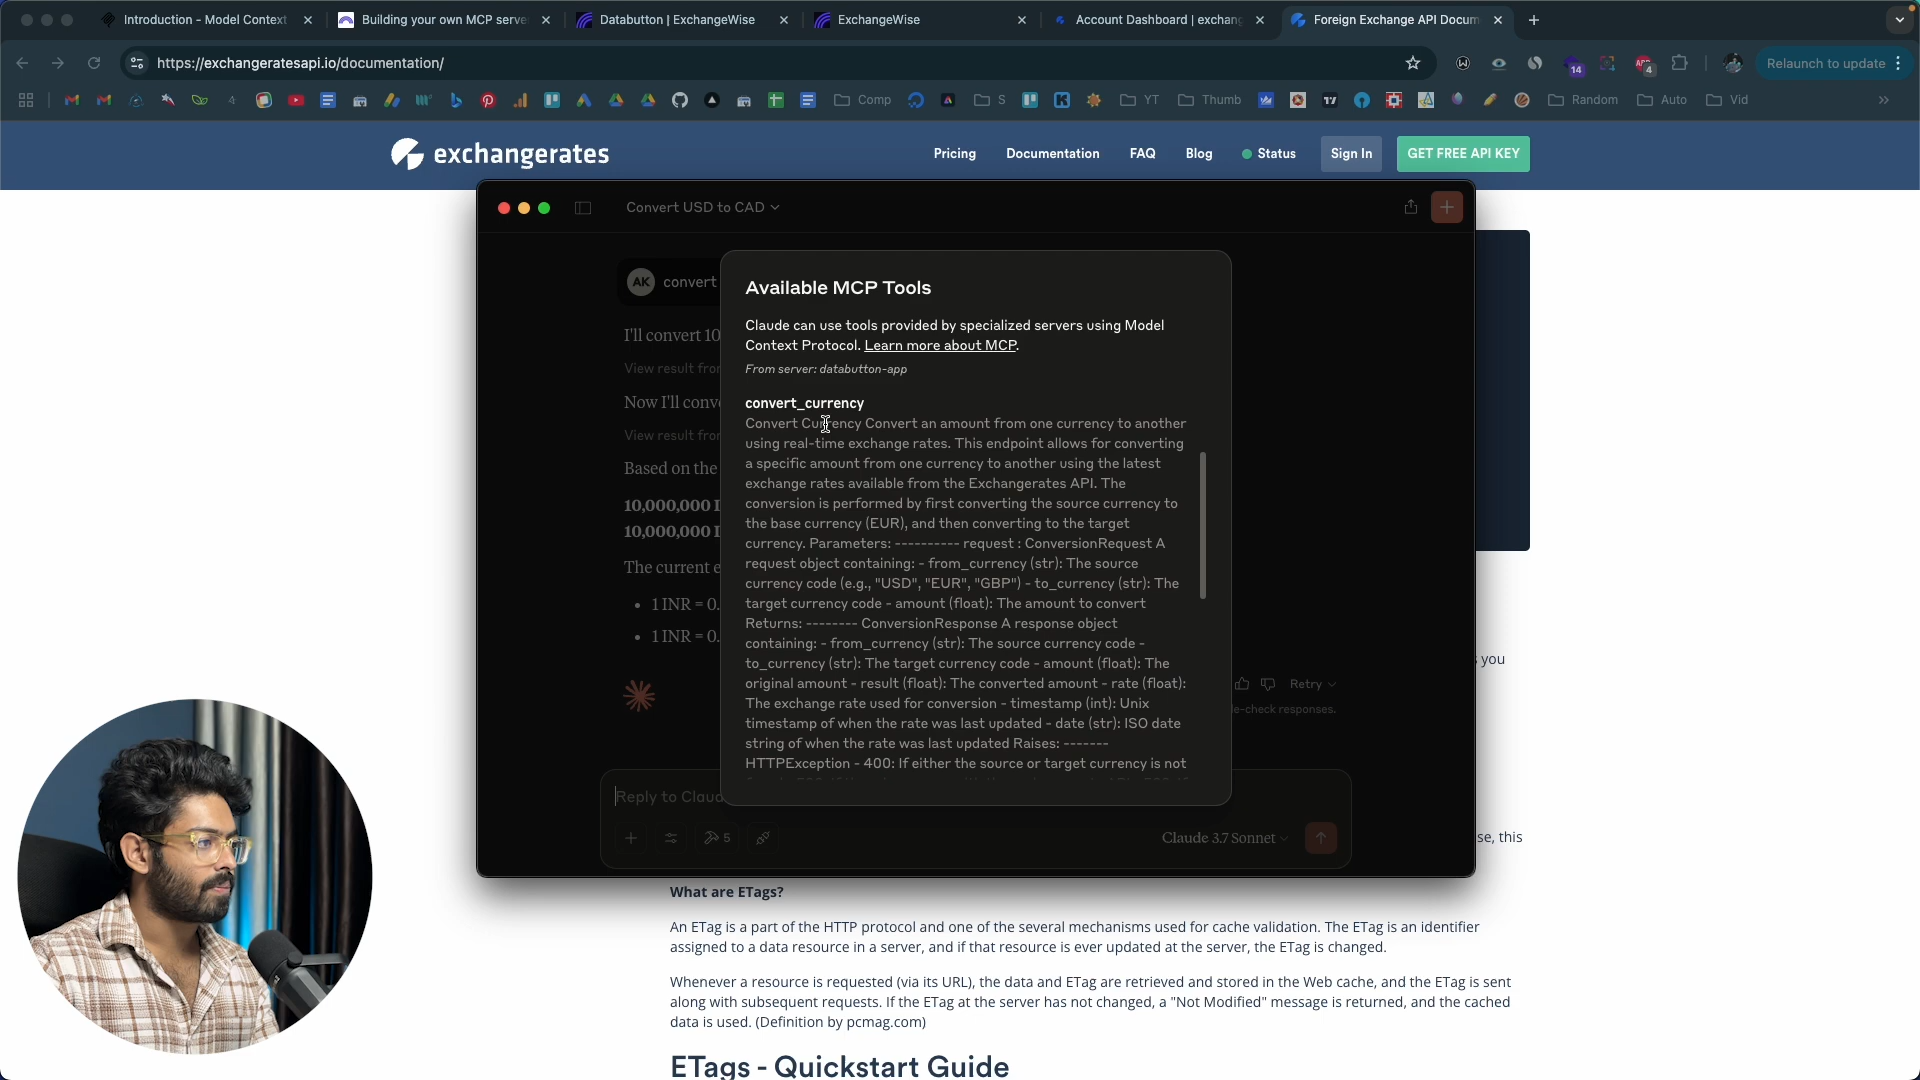 Introduction - Model Context
Building your own MCP serve
Databutton | ExchangeWise
ExchangeWise
Account Dashboard | exchang
Foreign Exchange API Docum
https://exchangeratesapi.io/documentation/
14
4
Relaunch to update
Comp
S
YT
Thumb
Random
Auto
Vid
exchangerates
Pricing
Documentation
FAQ
Blog
Status
Sign In
GET FREE API KEY
Convert USD to CAD
AK
convert
I'll convert 10
View result from
Now I'll conv
View result from
Based on the
10,000,000 I
10,000,000 I
The current e
1 INR = 0.
1 INR = 0.
Available MCP Tools
Claude can use tools provided by specialized servers using Model
Context Protocol. Learn more about MCP.
From server: databutton-app
convert_currency
Convert Currency Convert an amount from one currency to another
using real-time exchange rates. This endpoint allows for converting
a specific amount from one currency to another using the latest
exchange rates available from the Exchangerates API. The
conversion is performed by first converting the source currency to
the base currency (EUR), and then converting to the target
currency. Parameters: ---------- request : ConversionRequest A
request object containing: - from_currency (str): The source
currency code (e.g., "USD", "EUR", "GBP") - to_currency (str): The
target currency code - amount (float): The amount to convert
Returns: -------- ConversionResponse A response object
containing: - from_currency (str): The source currency code -
to_currency (str): The target currency code - amount (float): The
original amount - result (float): The converted amount - rate (float):
The exchange rate used for conversion - timestamp (int): Unix
timestamp of when the rate was last updated - date (str): ISO date
string of when the rate was last updated Raises: -------
HTTPException - 400: If either the source or target currency is not
Retry
le-check responses.
Reply to Claud
5
Claude 3.7 Sonnet
s you
se, this
What are ETags?
An ETag is a part of the HTTP protocol and one of the several mechanisms used for cache validation. The ETag is an identifier
assigned to a data resource in a server, and if that resource is ever updated at the server, the ETag is changed.
Whenever a resource is requested (via its URL), the data and ETag are retrieved and stored in the Web cache, and the ETag is sent
along with subsequent requests. If the ETag at the server has not changed, a "Not Modified" message is returned, and the cached
data is used. (Definition by pcmag.com)
ETags - Quickstart Guide